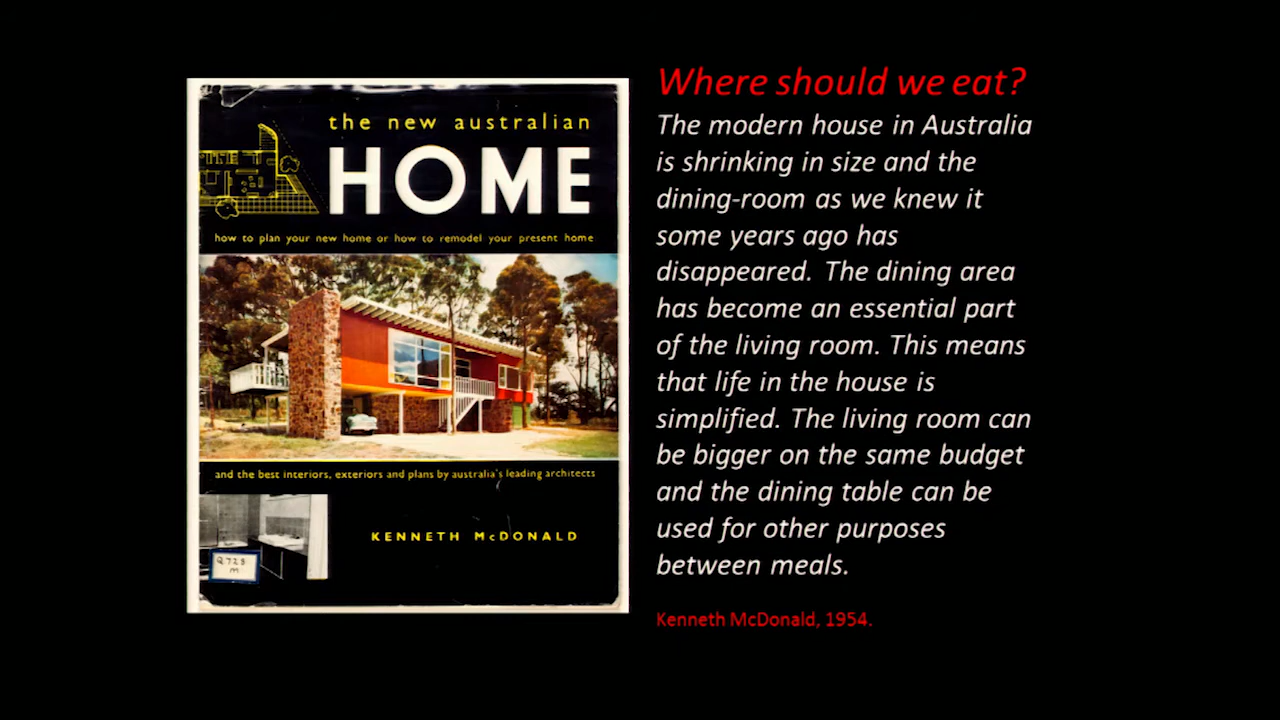 the new australian
HOME
how to plan your new home or how to remodel your present home
and the best interiors, exteriors and plans by australia's leading architects
KENNETH McDONALD
Q.728
m
Where should we eat?
The modern house in Australia
is shrinking in size and the
dining-room as we knew it
some years ago has
disappeared. The dining area
has become an essential part
of the living room. This means
that life in the house is
simplified. The living room can
be bigger on the same budget
and the dining table can be
used for other purposes
between meals.
Kenneth McDonald, 1954.